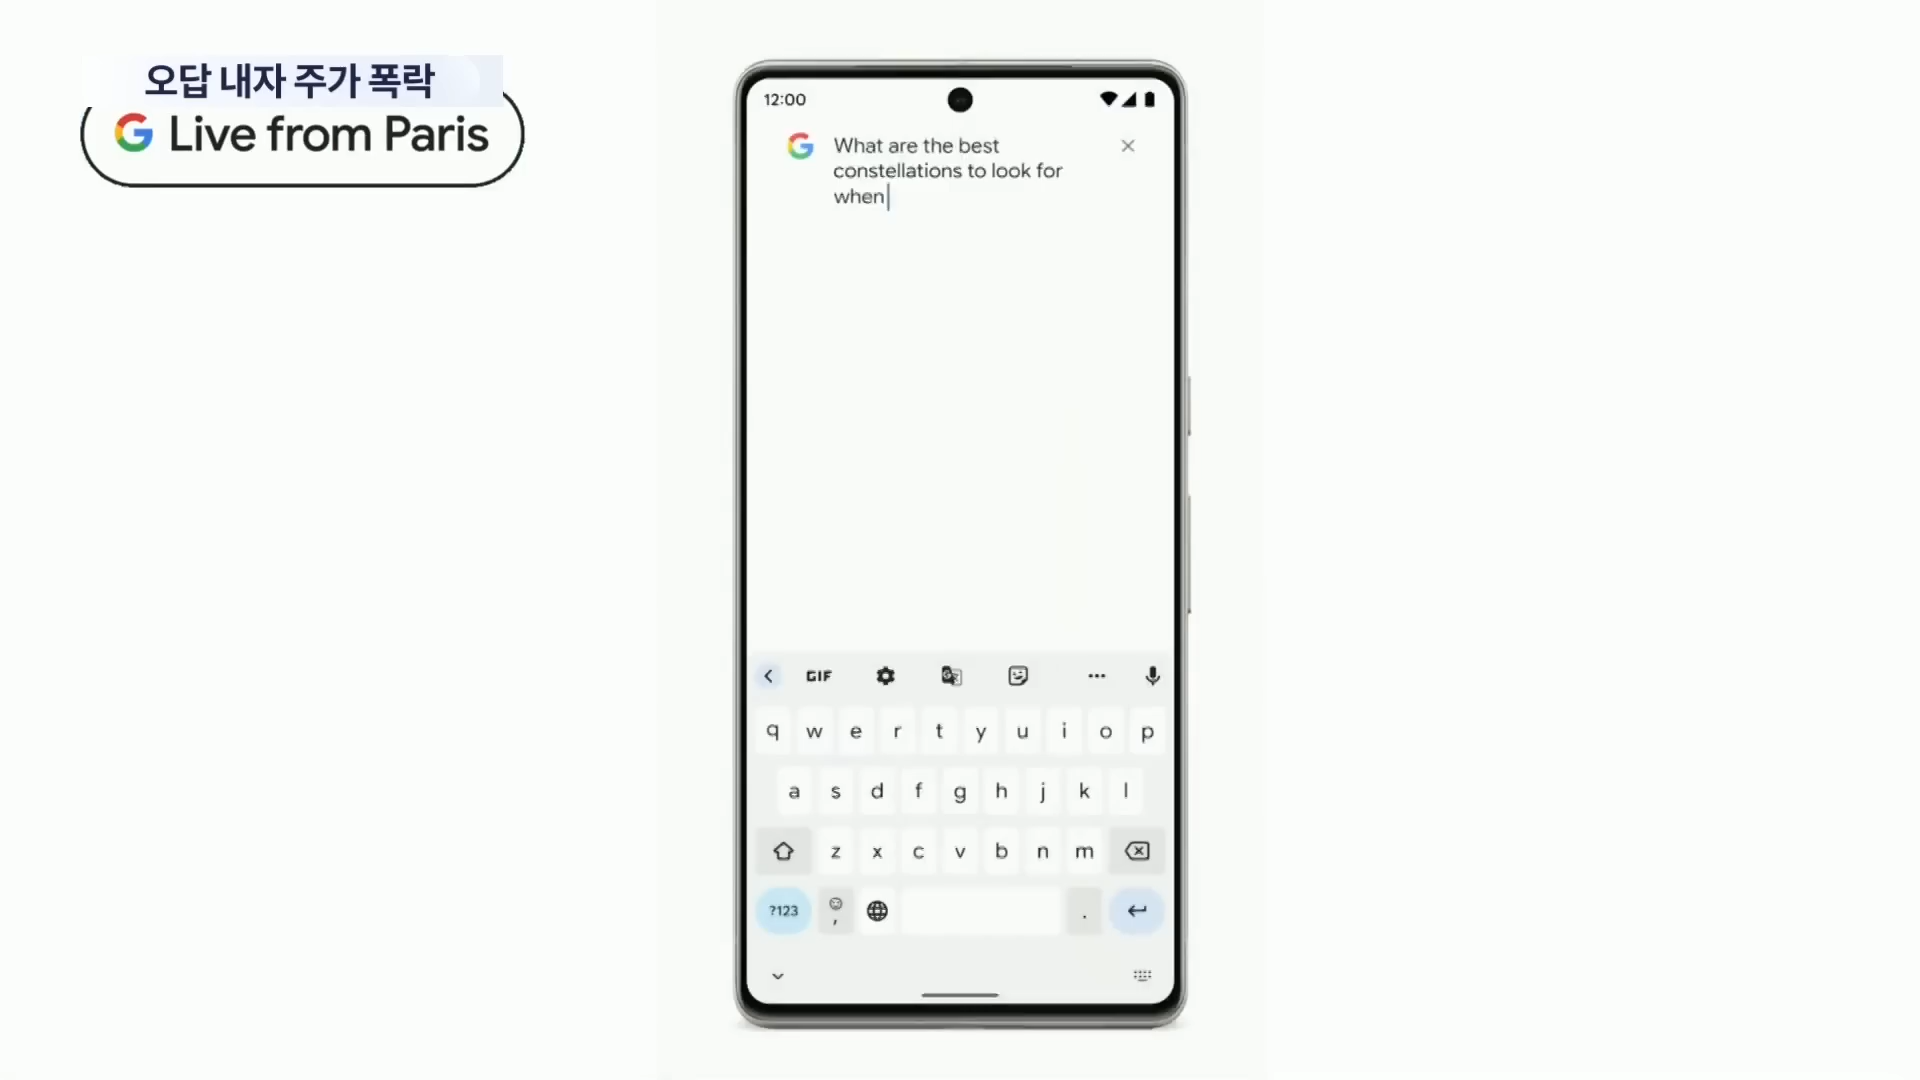 오답 내자 주가 폭락
Live from Paris
12:00
What are the best
constellations to look for
when
GIF
q w e r t y u i o p
a s d f g h j k l
z x c v b n m
?123 , .